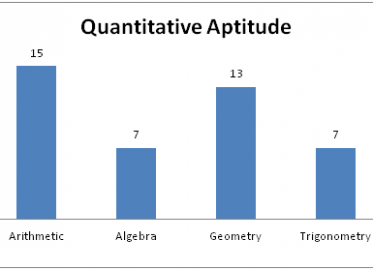 Quantitative Aptitude
15
7
13
7
Arithmetic
Algebra
Geometry
Trigonometry